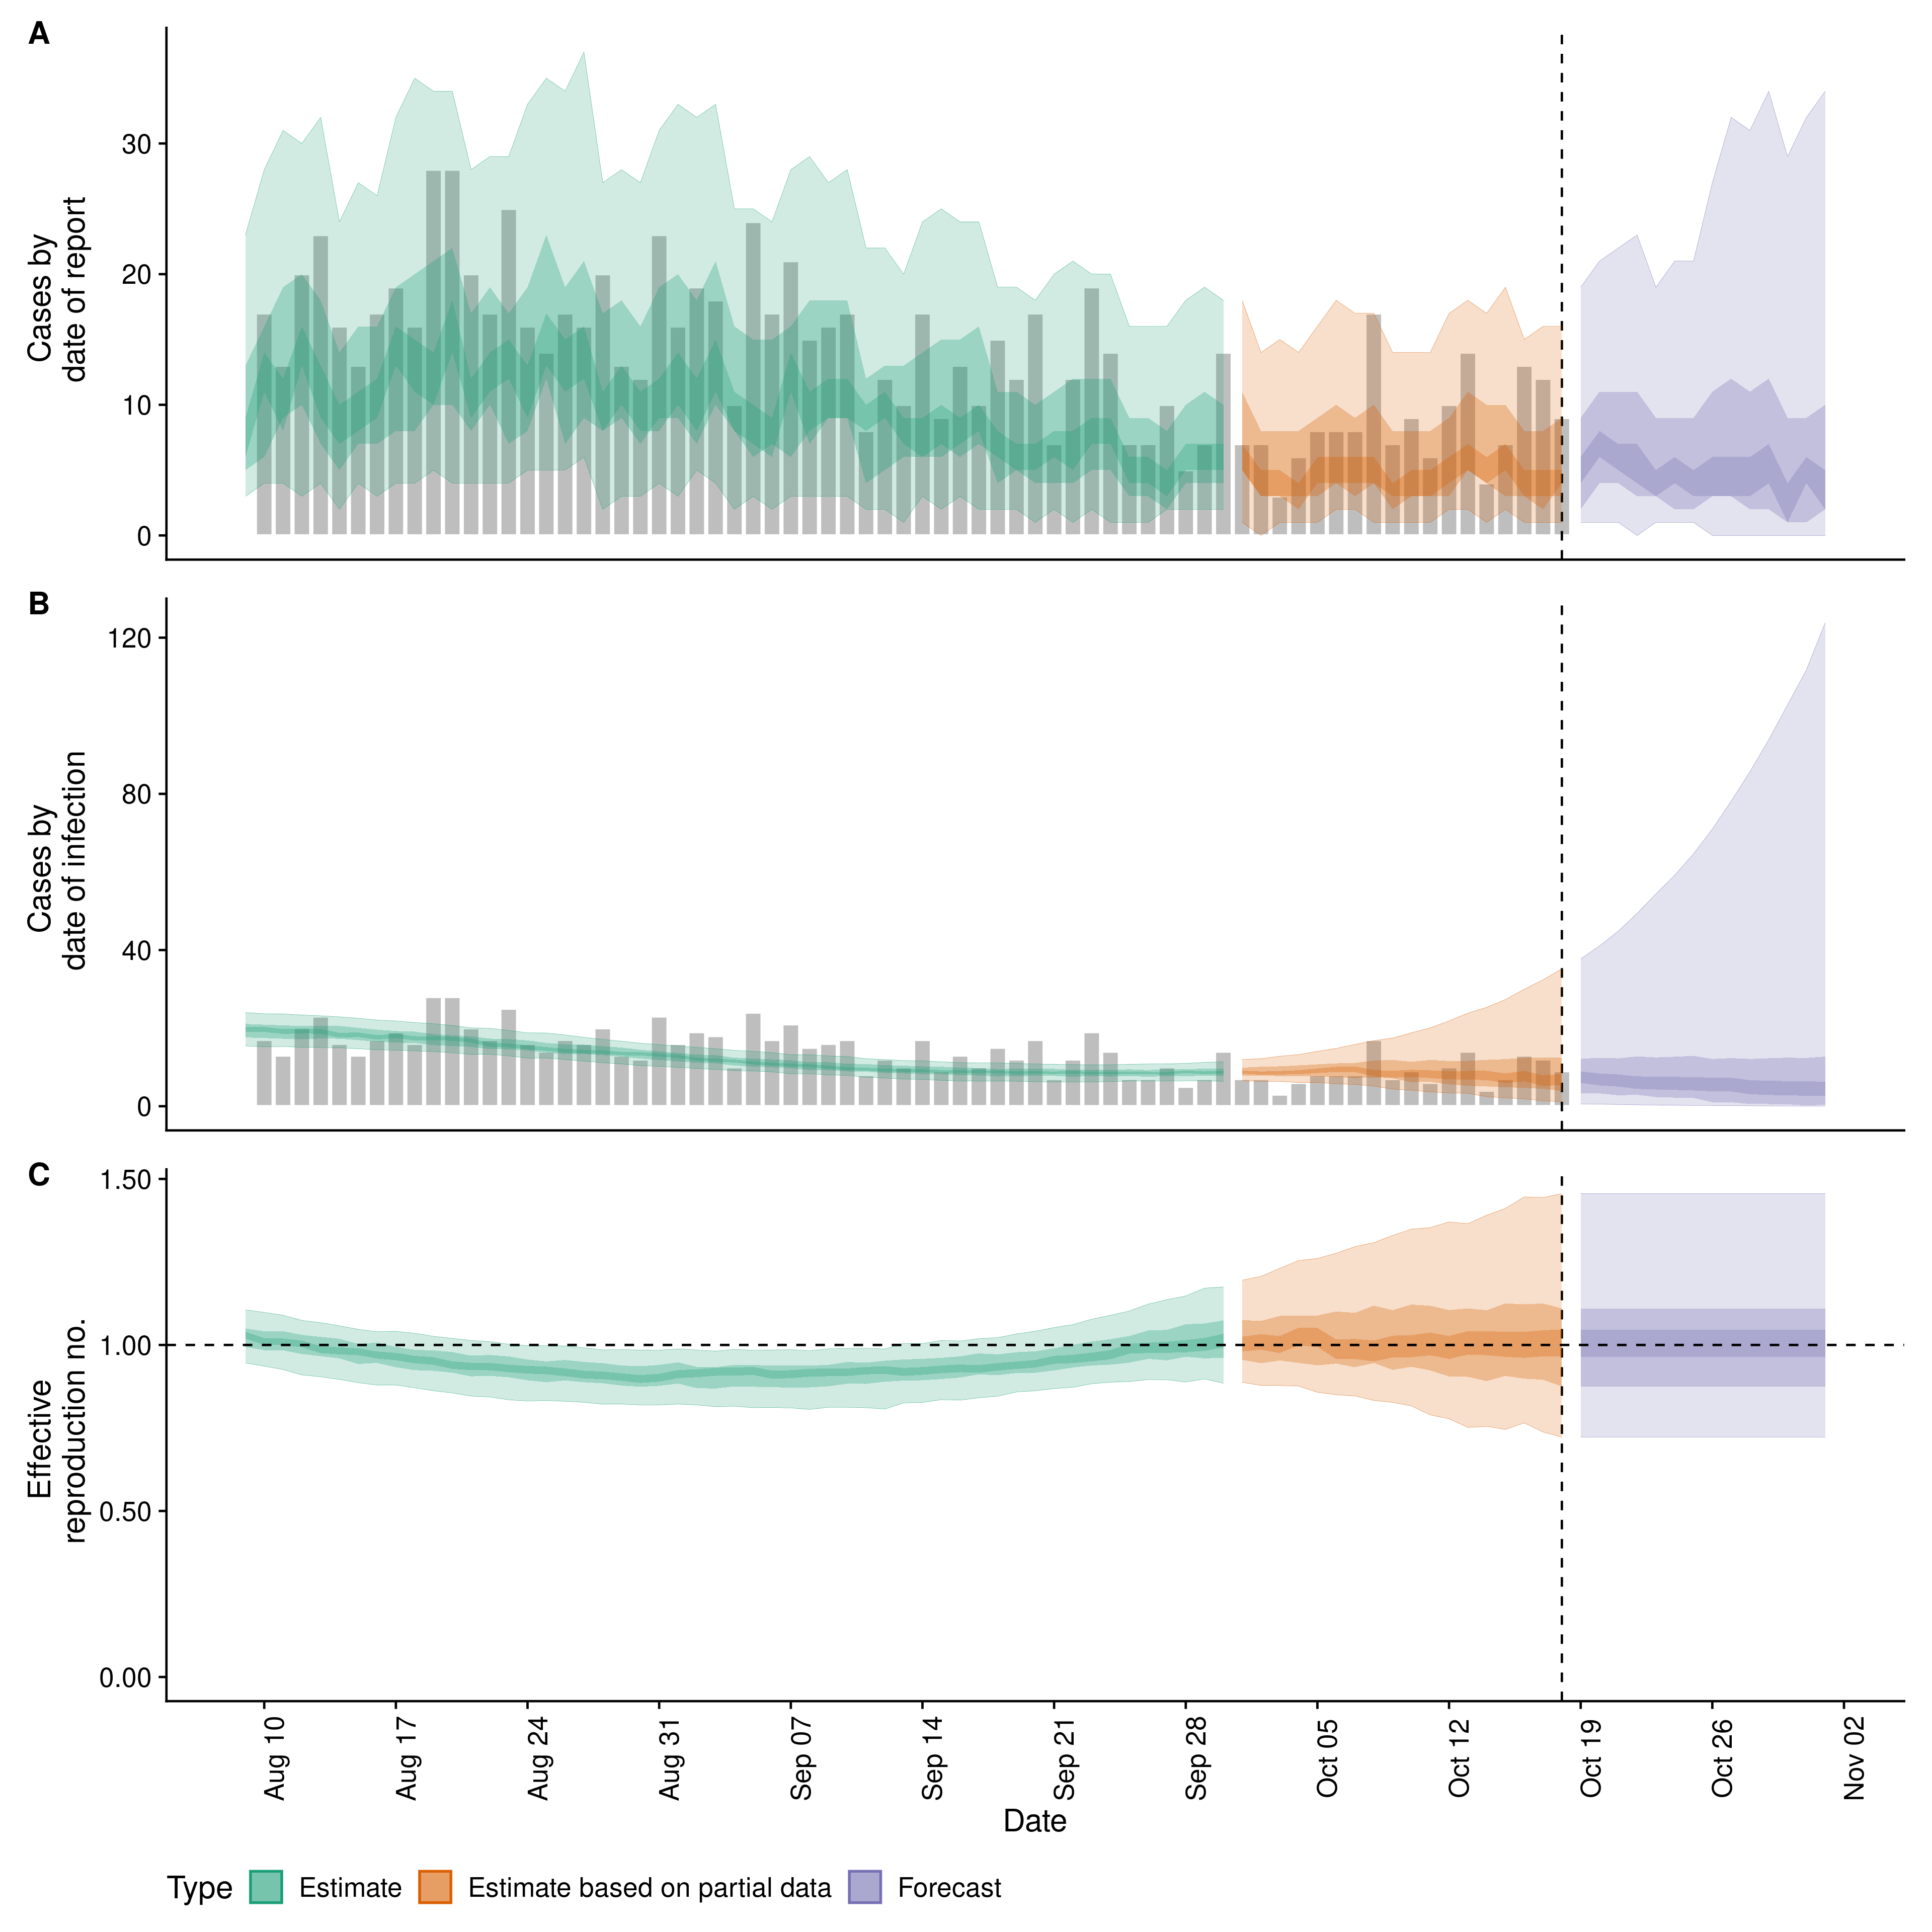 A
Cases by
date of report
30
20
10
0
B
Cases by
date of infection
120
80
40
0
C
Effective
reproduction no.
1.50
1.00
0.50
0.00
Aug 10
Aug 17
Aug 24
Aug 31
Sep 07
Sep 14
Sep 21
Sep 28
Oct 05
Oct 12
Oct 19
Oct 26
Nov 02
Date
Type Estimate Estimate based on partial data Forecast